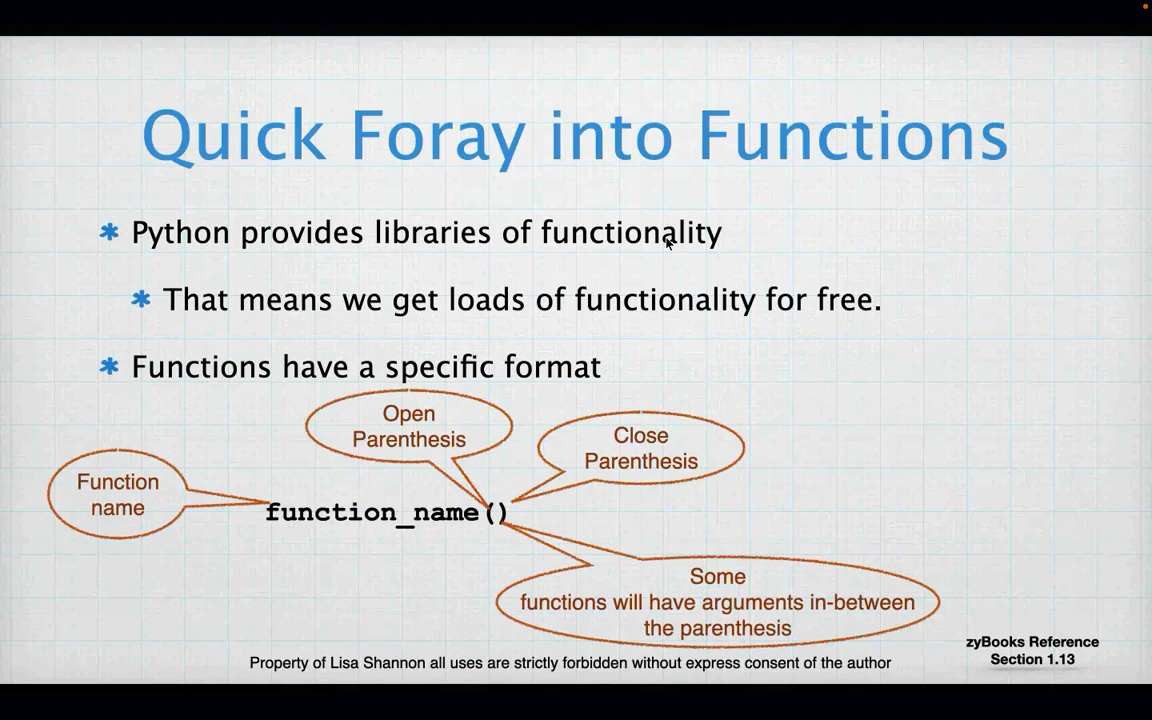 Quick Foray into Functions
✱ Python provides libraries of functionality
✱ That means we get loads of functionality for free.
✱ Functions have a specific format
Open
Parenthesis
Close
Parenthesis
Function
name
function_name()
Some
functions will have arguments in-between
the parenthesis
zyBooks Reference
Section 1.13
Property of Lisa Shannon all uses are strictly forbidden without express consent of the author